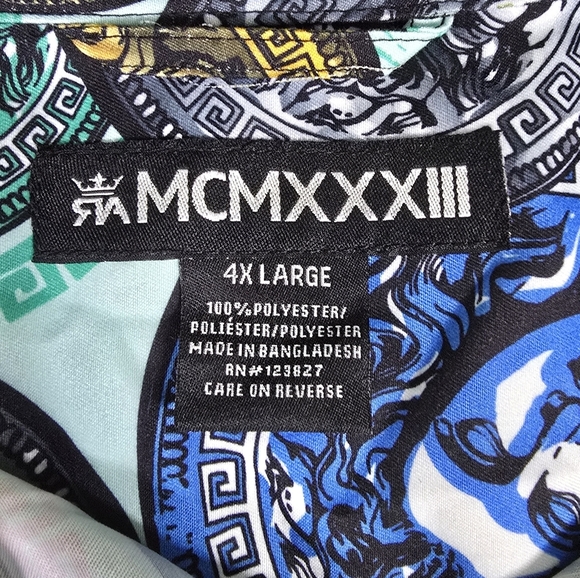 MCMXXXIII
4X LARGE
100%POLYESTER/
POLIÉSTER/POLYESTER
MADE IN BANGLADESH
RN#123827
CARE ON REVERSE